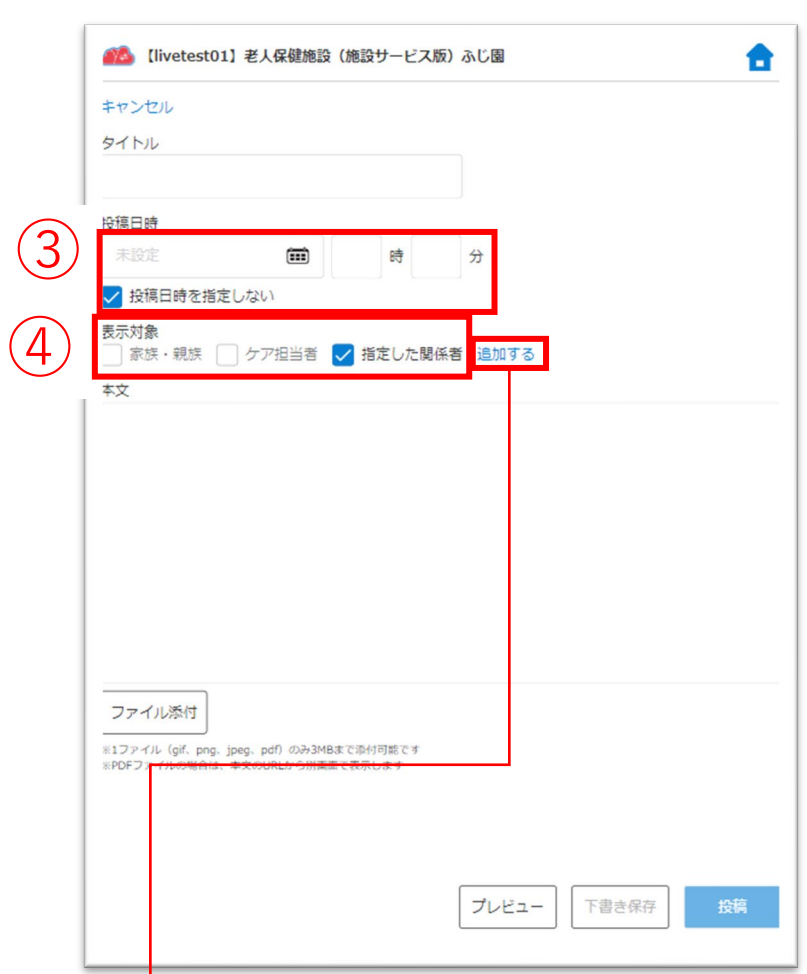 【livetest01】老人保健施設（施設サービス版）ふじ園
キャンセル
タイトル
投稿日時
③
未設定 時 分
投稿日時を指定しない
④
表示対象
家族・親族 ケア担当者 指定した関係者 追加する
本文
ファイル添付
※1ファイル（gif、png、jpeg、pdf）のみ3MBまで添付可能です
※PDFファイルの場合は、本文のURLから別画面で表示します
プレビュー 下書き保存 投稿